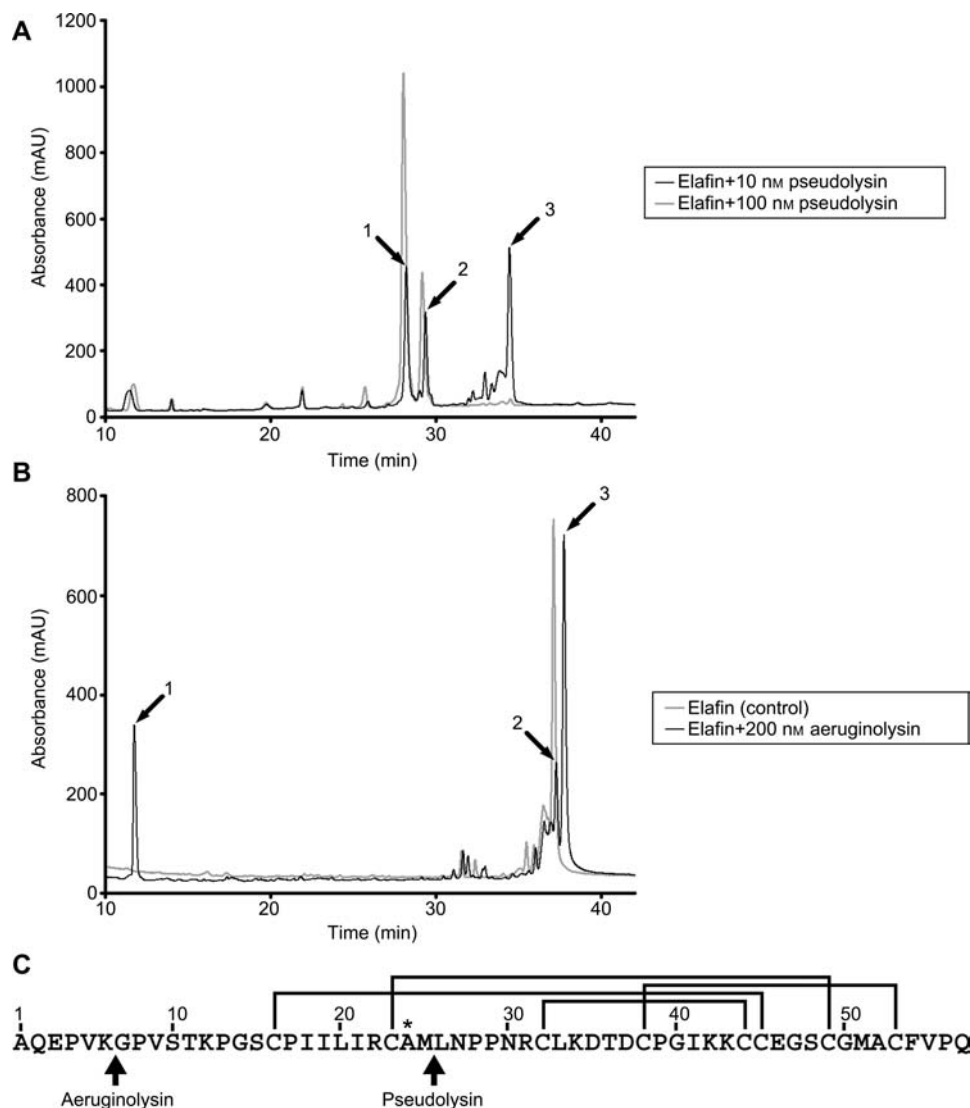 A
1200
1000
800
600
400
200
0
Absorbance (mAU)
1
2
3
Elafin+10 nM pseudolysin
Elafin+100 nM pseudolysin
10 20 30 40
Time (min)
B
800
600
400
200
0
Absorbance (mAU)
1
2
3
Elafin (control)
Elafin+200 nM aeruginolysin
10 20 30 40
Time (min)
C
1 10 20 * 30 40 50
AQEPVKGPVSTKPGSCPIILIRCAMLNPPNRCLKDTDCPGIKKCCEGSCGMACFVPQ
Aeruginolysin Pseudolysin